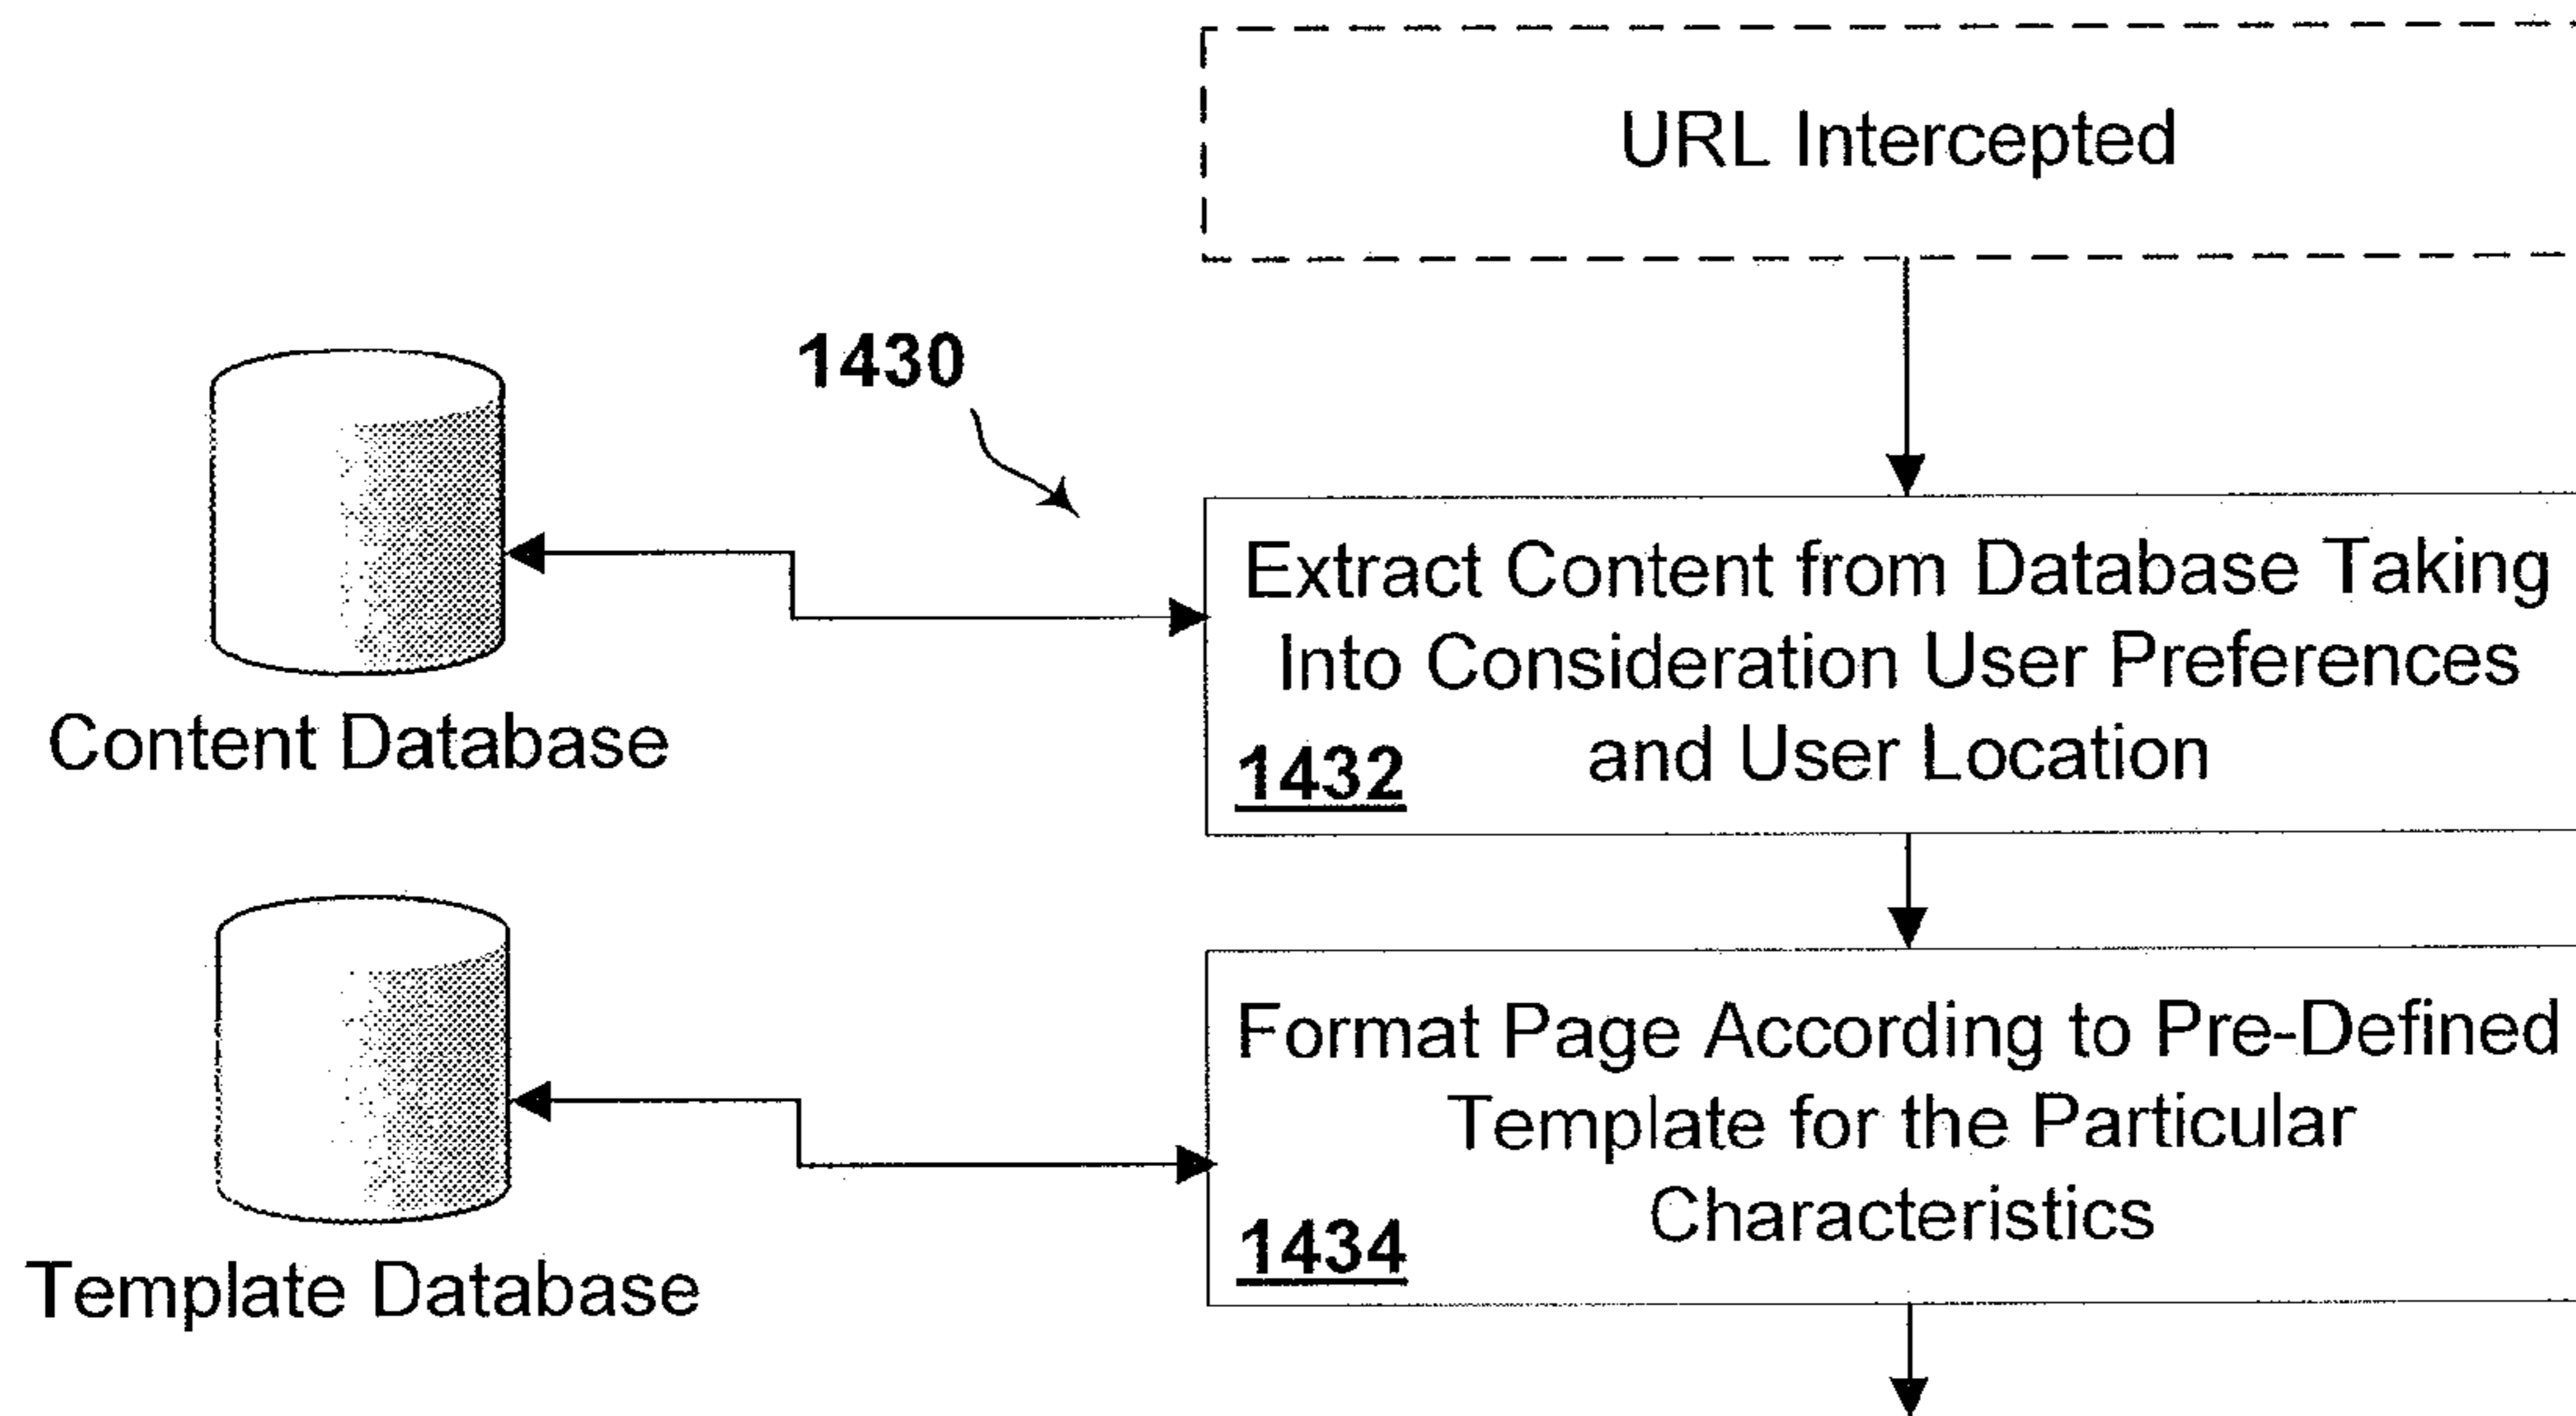 URL Intercepted
1430
Extract Content from Database Taking
Into Consideration User Preferences
and User Location
1432
Content Database
Format Page According to Pre-Defined
Template for the Particular
Characteristics
1434
Template Database